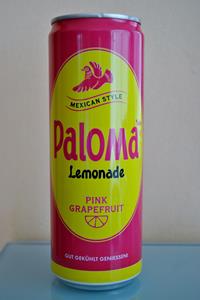 MEXICAN STYLE
PaLoMa
Lemonade
PINK
GRAPEFRUIT
GUT GEKÜHLT GENIESSEN!